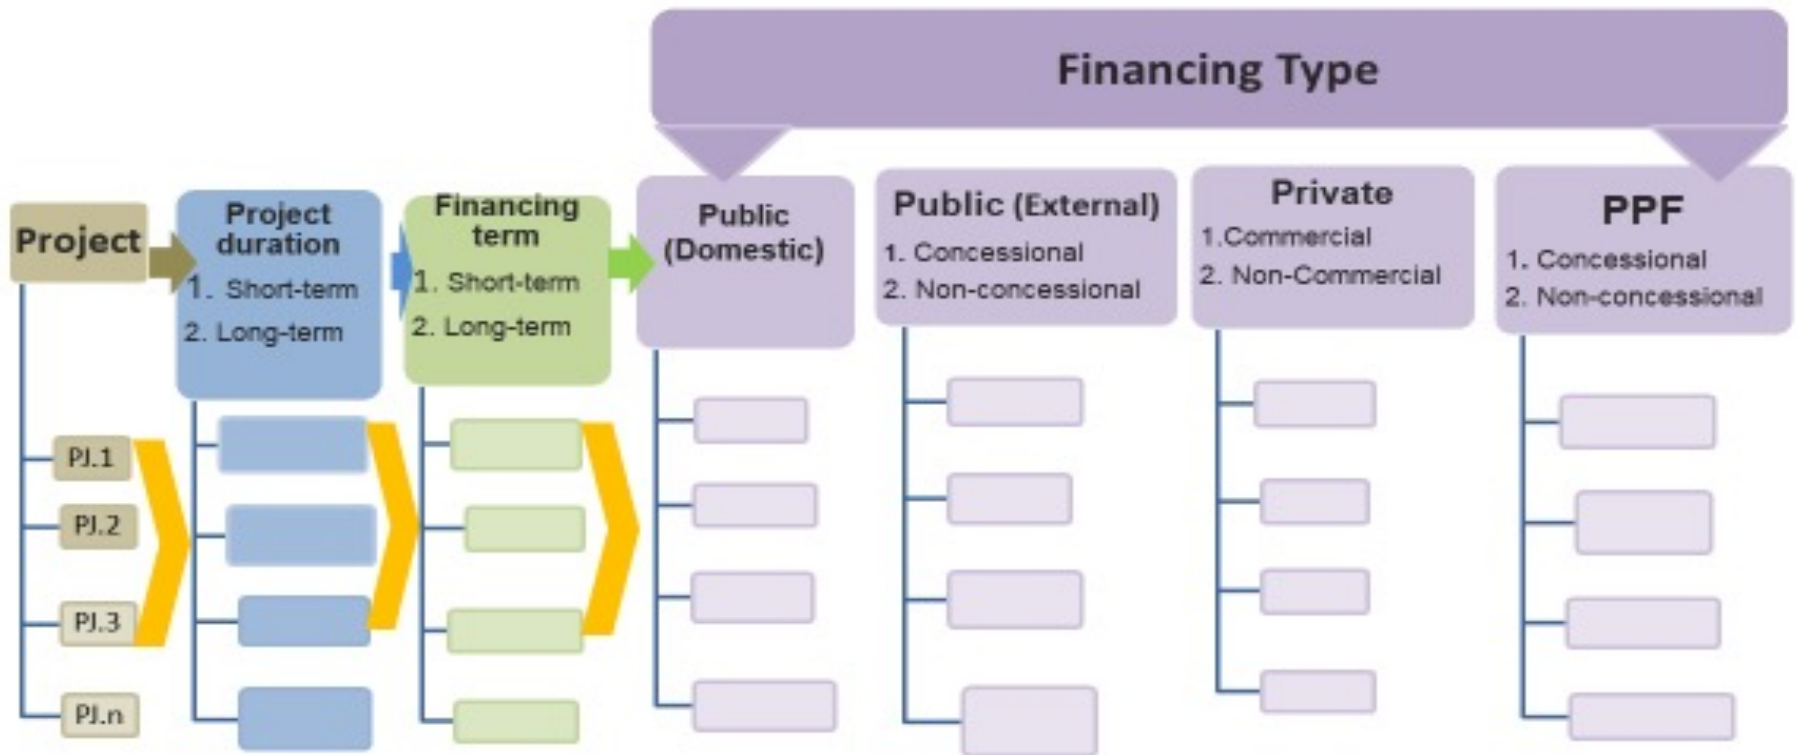 Financing Type
Project
Project
duration
1. Short-term
2. Long-term
Financing
term
1. Short-term
2. Long-term
Public
(Domestic)
Public (External)
1. Concessional
2. Non-concessional
Private
1.Commercial
2. Non-Commercial
PPF
1. Concessional
2. Non-concessional
PJ.1
PJ.2
PJ.3
PJ.n